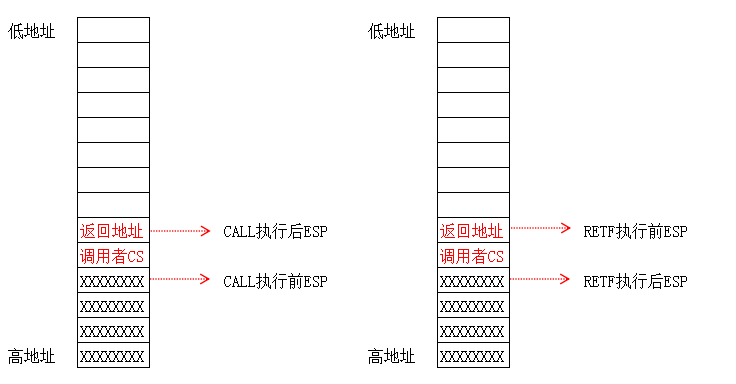 低地址
低地址
返回地址 CALL执行后ESP
返回地址 RETF执行前ESP
调用者CS
调用者CS
XXXXXXXX CALL执行前ESP
XXXXXXXX RETF执行后ESP
XXXXXXXX
XXXXXXXX
XXXXXXXX
XXXXXXXX
高地址 XXXXXXXX
高地址 XXXXXXXX